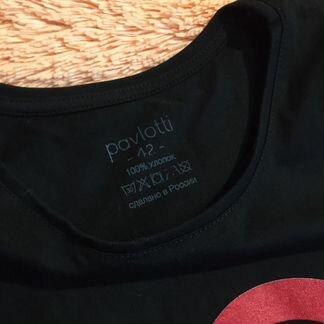 pavlotti
- 42 -
100% хлопок
сделано в России